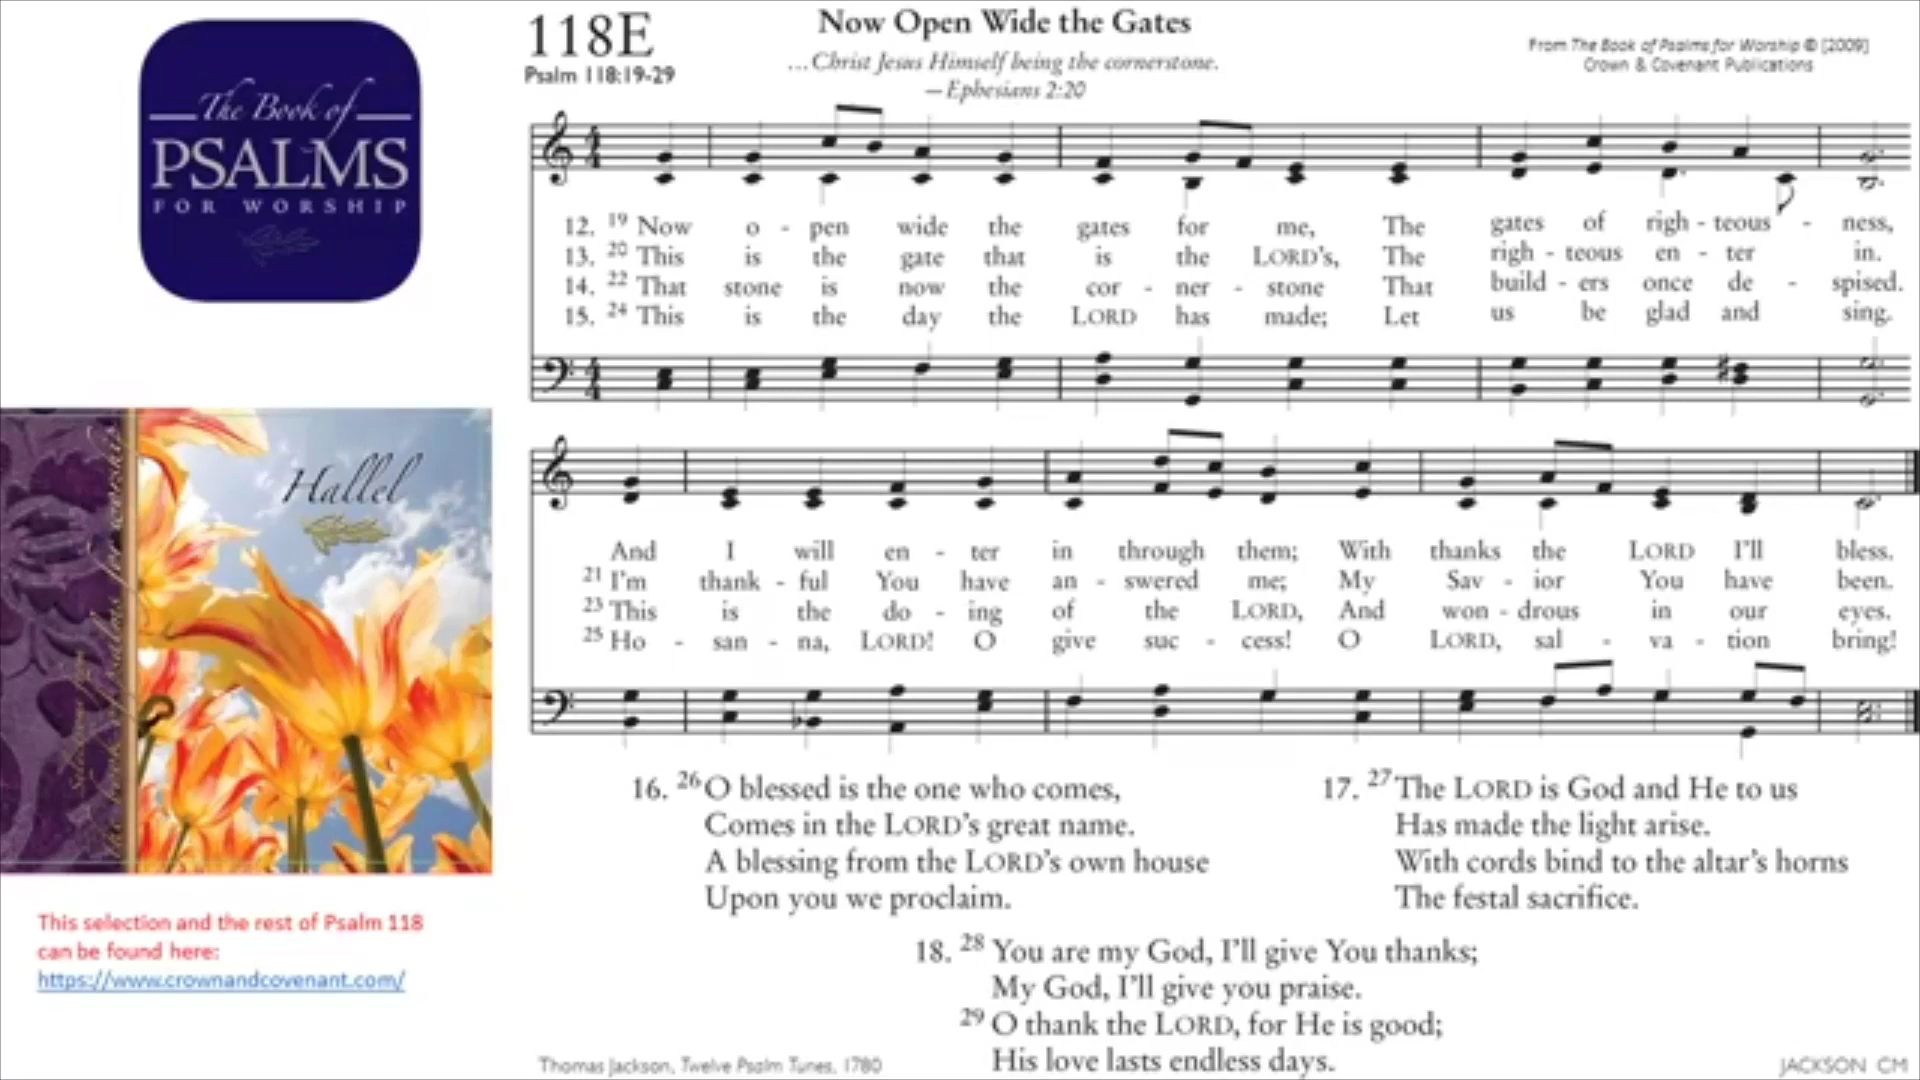 The Book of
PSALMS
FOR WORSHIP
Hallel
This selection and the rest of Psalm 118
can be found here:
https://www.crownandcovenant.com/
118E
Psalm 118:19-29
Now Open Wide the Gates
...Christ Jesus Himself being the cornerstone.
—Ephesians 2:20
From The Book of Psalms for Worship © [2009]
Crown & Covenant Publications
12. 19 Now o - pen wide the gates for me, The gates of righ - teous - ness,
13. 20 This is the gate that is the LORD's, The righ - teous en - ter in.
14. 22 That stone is now the cor - ner - stone That build - ers once de - spised.
15. 24 This is the day the LORD has made; Let us be glad and sing.
And I will en - ter in through them; With thanks the LORD I'll bless.
21 I'm thank - ful You have an - swered me; My Sav - ior You have been.
23 This is the do - ing of the LORD, And won - drous in our eyes.
25 Ho - san - na, LORD! O give suc - cess! O LORD, sal - va - tion bring!
16. 26 O blessed is the one who comes,
Comes in the LORD's great name.
A blessing from the LORD's own house
Upon you we proclaim.
17. 27 The LORD is God and He to us
Has made the light arise.
With cords bind to the altar's horns
The festal sacrifice.
18. 28 You are my God, I'll give You thanks;
My God, I'll give you praise.
29 O thank the LORD, for He is good;
His love lasts endless days.
Thomas Jackson, Twelve Psalm Tunes, 1780
JACKSON CM